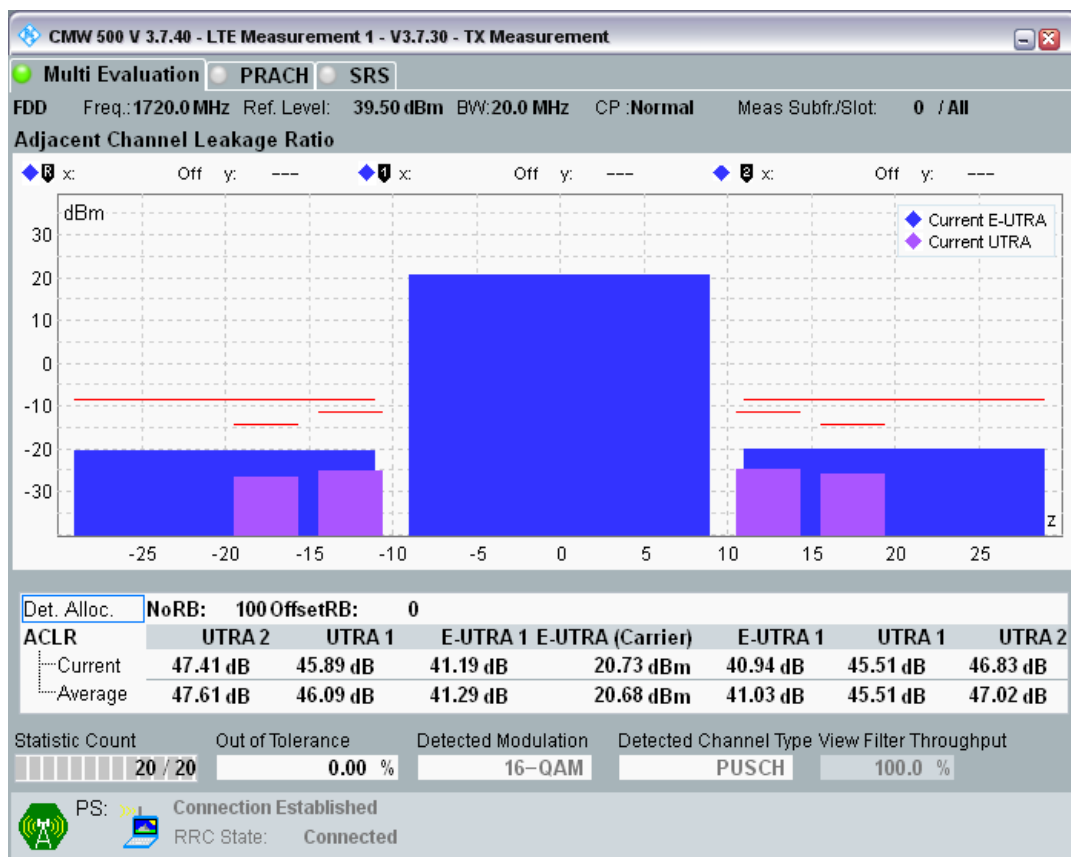 CMW 500 V 3.7.40 - LTE Measurement 1 - V3.7.30 - TX Measurement
Multi Evaluation PRACH SRS
FDD Freq.: 1720.0 MHz Ref. Level: 39.50 dBm BW: 20.0 MHz CP : Normal Meas Subfr./Slot: 0 / All
Adjacent Channel Leakage Ratio
R x: Off y: --- 1 x: Off y: --- 2 x: Off y: ---
dBm
Current E-UTRA
Current UTRA
30
20
10
0
-10
-20
-30
z
-25 -20 -15 -10 -5 0 5 10 15 20 25
Det. Alloc. NoRB: 100 OffsetRB: 0
ACLR UTRA 2 UTRA 1 E-UTRA 1 E-UTRA (Carrier) E-UTRA 1 UTRA 1 UTRA 2
Current 47.41 dB 45.89 dB 41.19 dB 20.73 dBm 40.94 dB 45.51 dB 46.83 dB
Average 47.61 dB 46.09 dB 41.29 dB 20.68 dBm 41.03 dB 45.51 dB 47.02 dB
Statistic Count Out of Tolerance Detected Modulation Detected Channel Type View Filter Throughput
20 / 20 0.00 % 16-QAM PUSCH 100.0 %
PS: Connection Established
RRC State: Connected